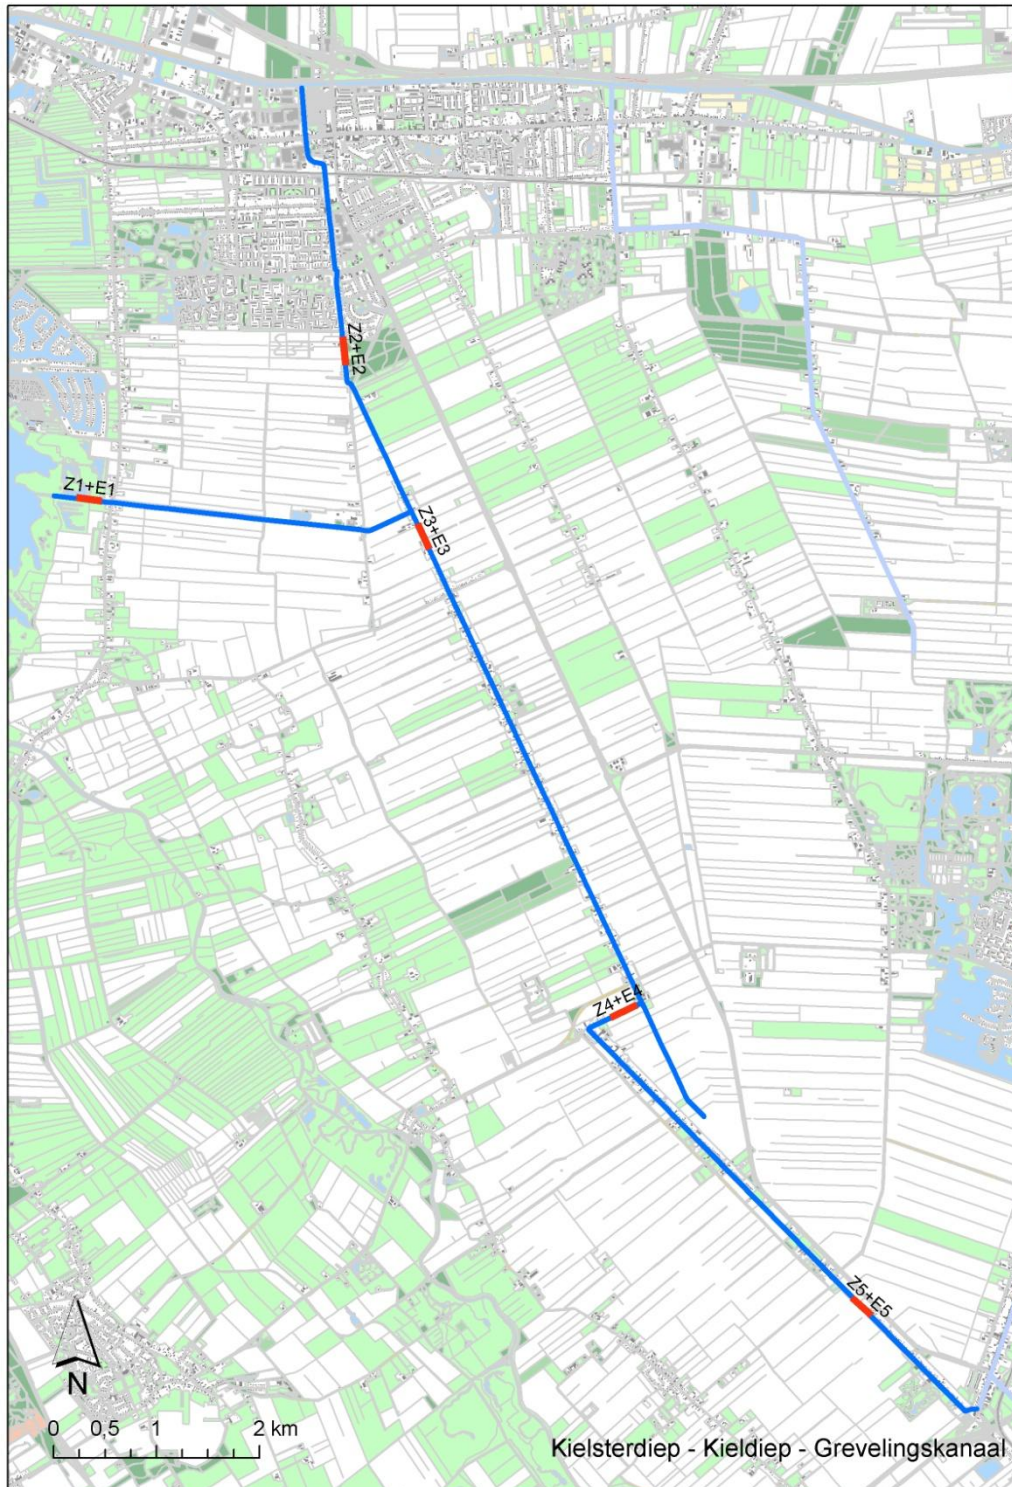 Z2+E2
Z1+E1
Z3+E3
Z4+E4
Z5+E5
N
0 0,5 1 2 km
Kielsterdiep - Kieldiep - Grevelingskanaal